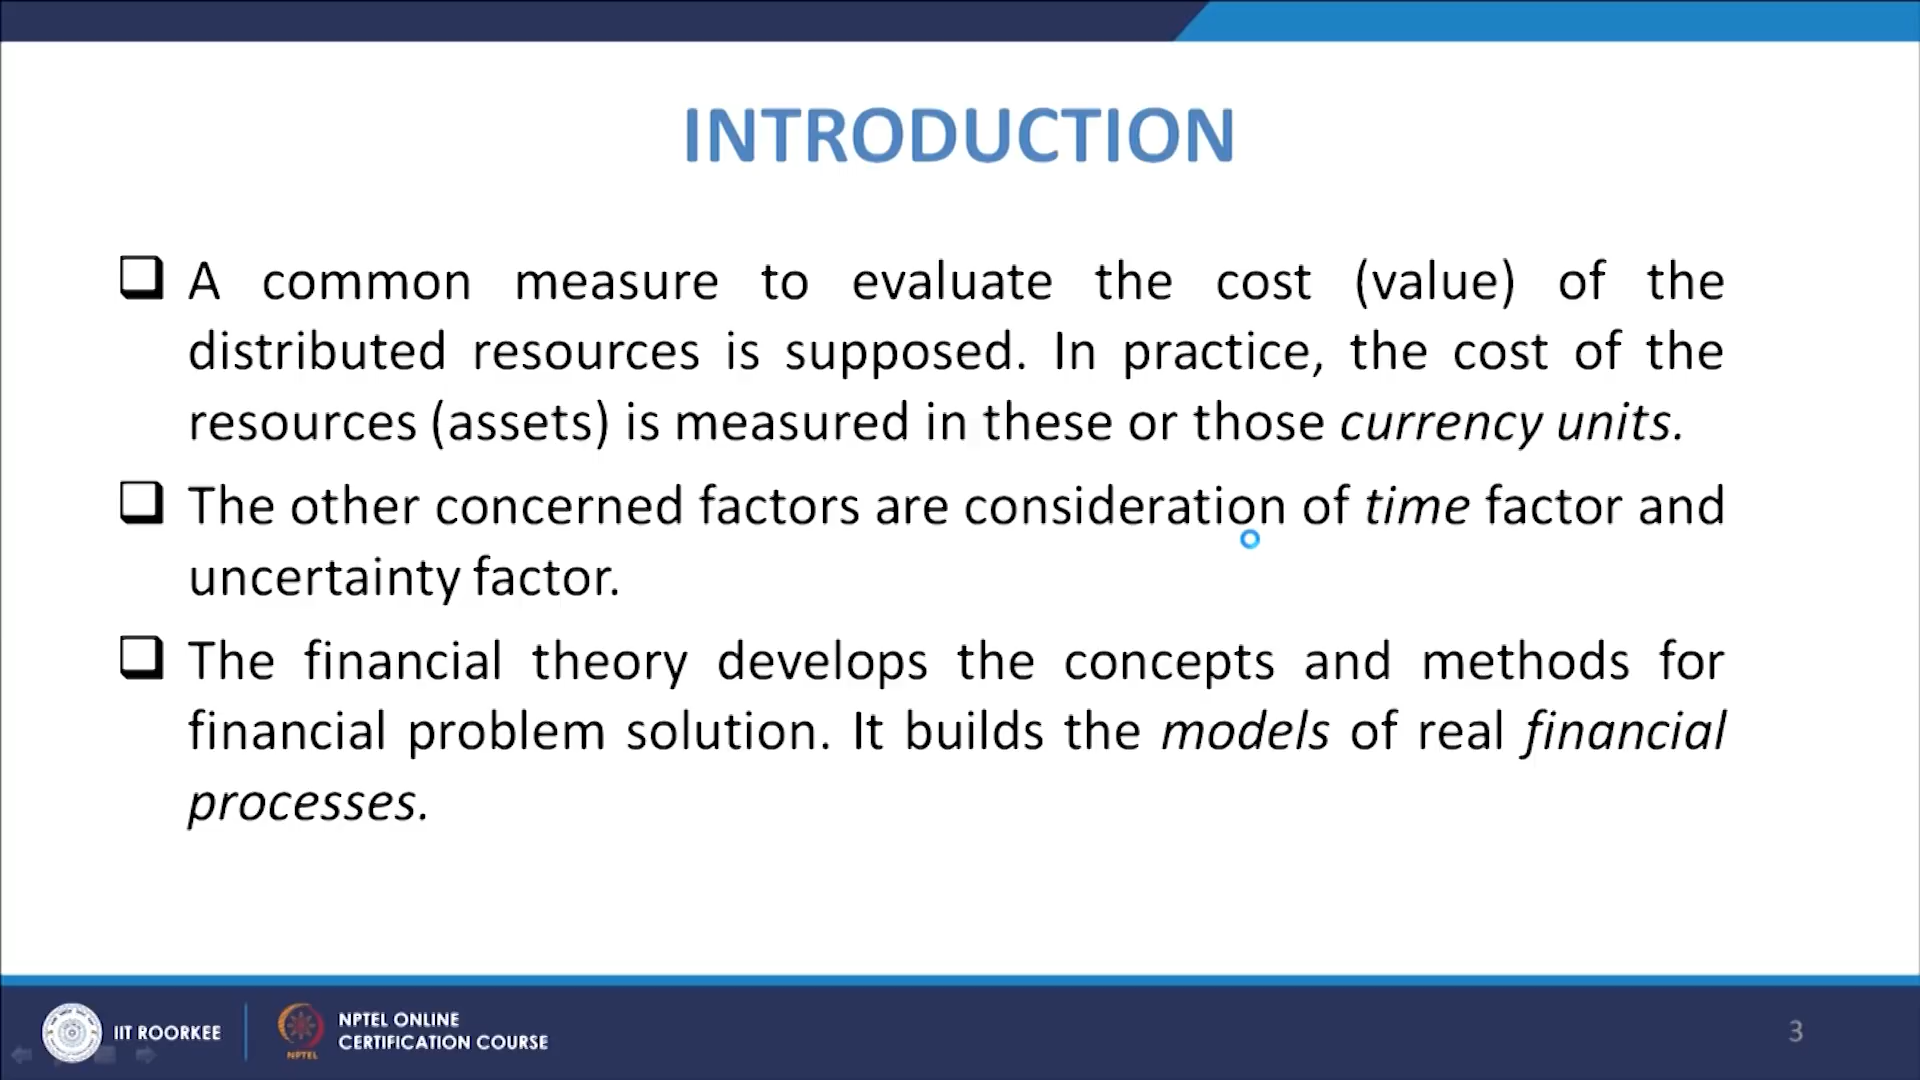 INTRODUCTION
A common measure to evaluate the cost (value) of the
distributed resources is supposed. In practice, the cost of the
resources (assets) is measured in these or those currency units.
The other concerned factors are consideration of time factor and
uncertainty factor.
The financial theory develops the concepts and methods for
financial problem solution. It builds the models of real financial
processes.
IIT ROORKEE
NPTEL
NPTEL ONLINE
CERTIFICATION COURSE
3